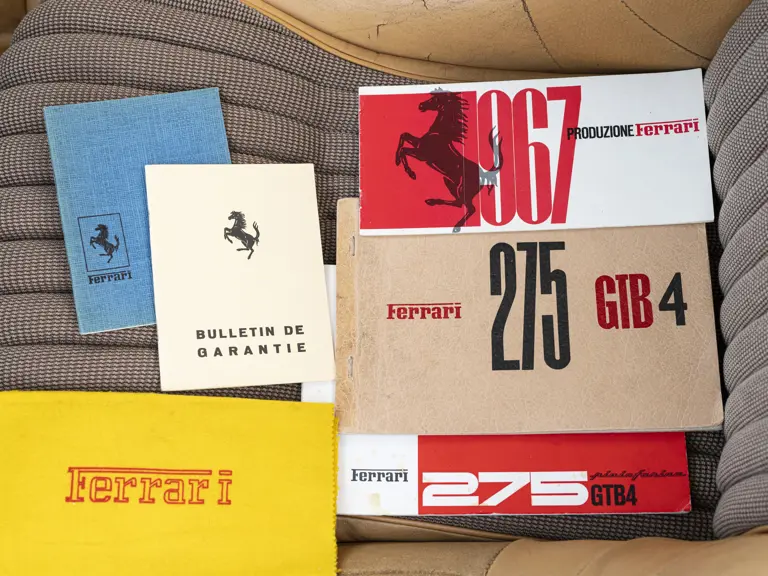 Ferrari
BULLETIN DE
GARANTIE
Ferrari
1967
PRODUZIONE Ferrari
Ferrari 275 GTB 4
Ferrari 275 pininfarina
GTB4